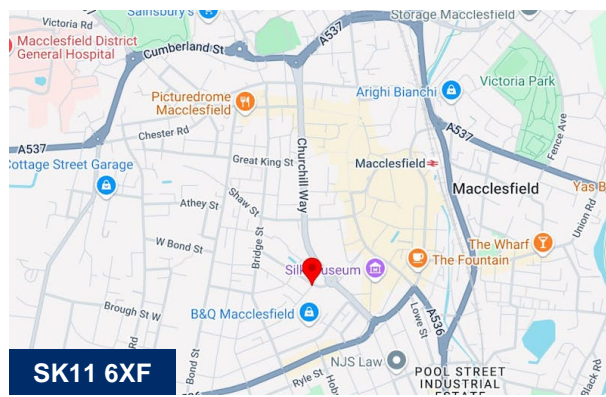 Sainsbury's
Victoria Rd
Macclesfield District
General Hospital
Cumberland St
A537
Storage Macclesfield
Victoria Park
Arighi Bianchi
Picturedrome
Macclesfield
Chester Rd
A537
Fence Ave
A537
Great King St
Churchill Way
Macclesfield
Cottage Street Garage
Macclesfield
Yas B
Athey St
Shaw St
Bridge St
Union Rd
W Bond St
The Wharf
The Fountain
Silk Museum
B&Q Macclesfield
Brough St W
Bond St
Lowe St
A536
NJS Law
POOL STREET
INDUSTRIAL
ESTATE
Ryle St
Black Rd
SK11 6XF